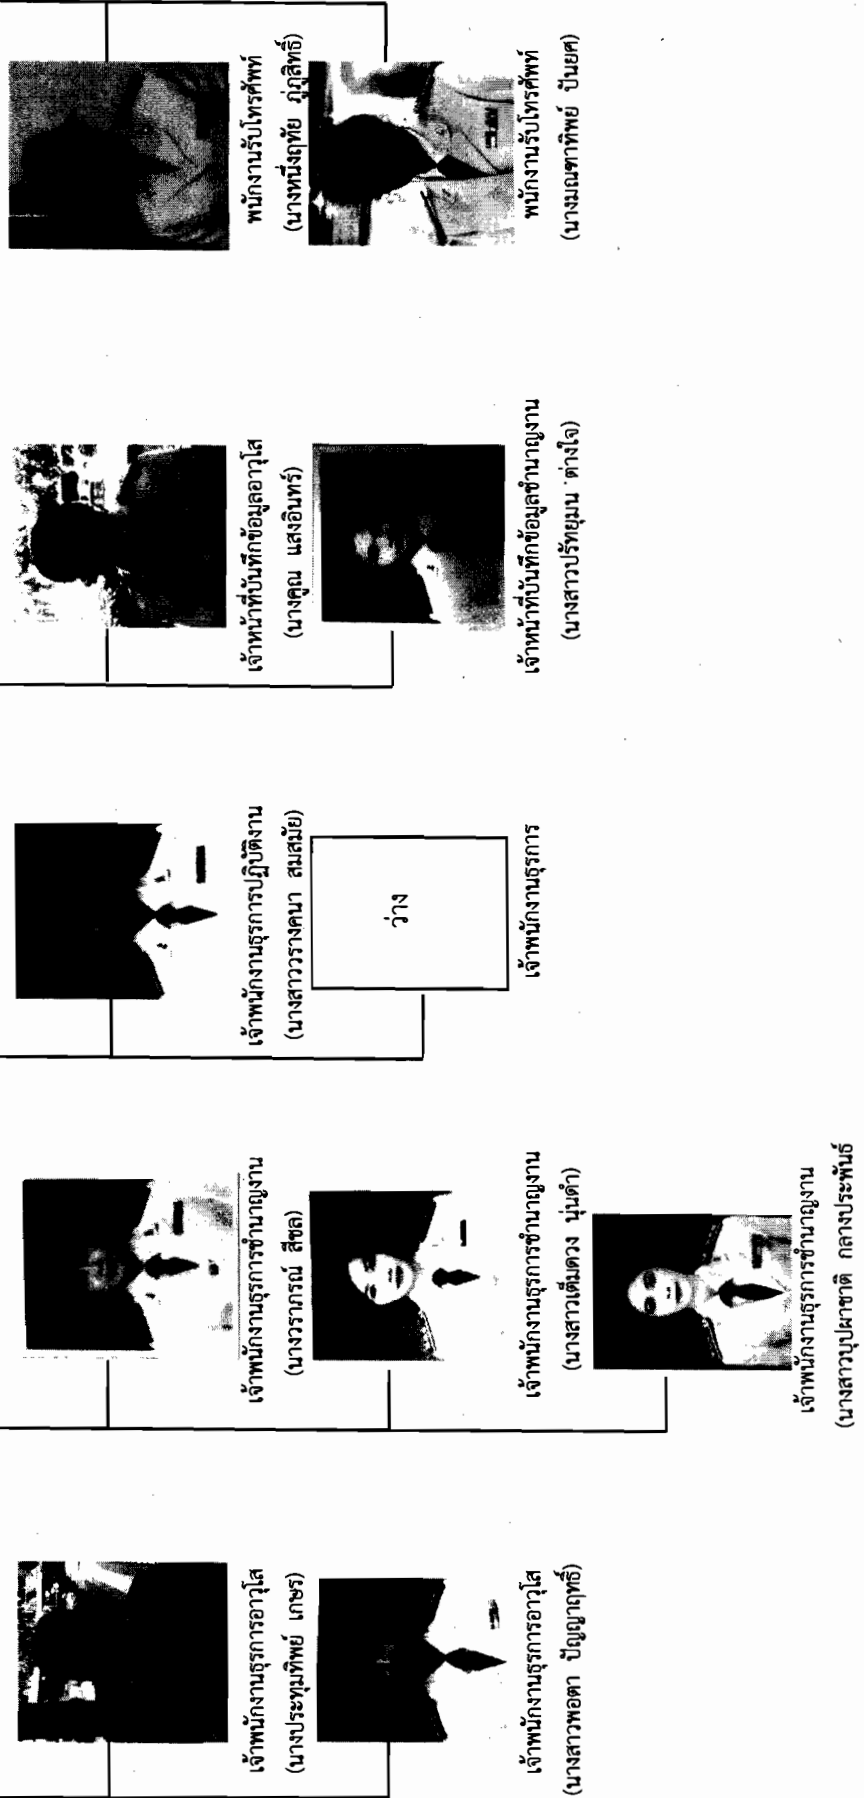 เจ้าพนักงานธุรการอาวุโส
(นางประทุมทิพย์ เกษร)
เจ้าพนักงานธุรการอาวุโส
(นางสาวพอตา ปัญญาฤทธิ์)
เจ้าพนักงานธุรการชำนาญงาน
(นางวราภรณ์ สีชล)
เจ้าพนักงานธุรการชำนาญงาน
(นางสาวเต็มดวง นุ่นดำ)
เจ้าพนักงานธุรการชำนาญงาน
(นางสาวบุปผาชาติ กลางประพันธ์
เจ้าพนักงานธุรการปฏิบัติงาน
(นางสาววรางคนา สมสมัย)
ว่าง
เจ้าพนักงานธุรการ
เจ้าหน้าที่บันทึกข้อมูลอาวุโส
(นางคูณ แสงอินทร์)
เจ้าหน้าที่บันทึกข้อมูลชำนาญงาน
(นางสาวปรัทยุมน ต่างใจ)
พนักงานรับโทรศัพท์
(นางหนึ่งฤทัย ภู่ภูสิทธิ์)
พนักงานรับโทรศัพท์
(นางมณฑาทิพย์ ปันยศ)